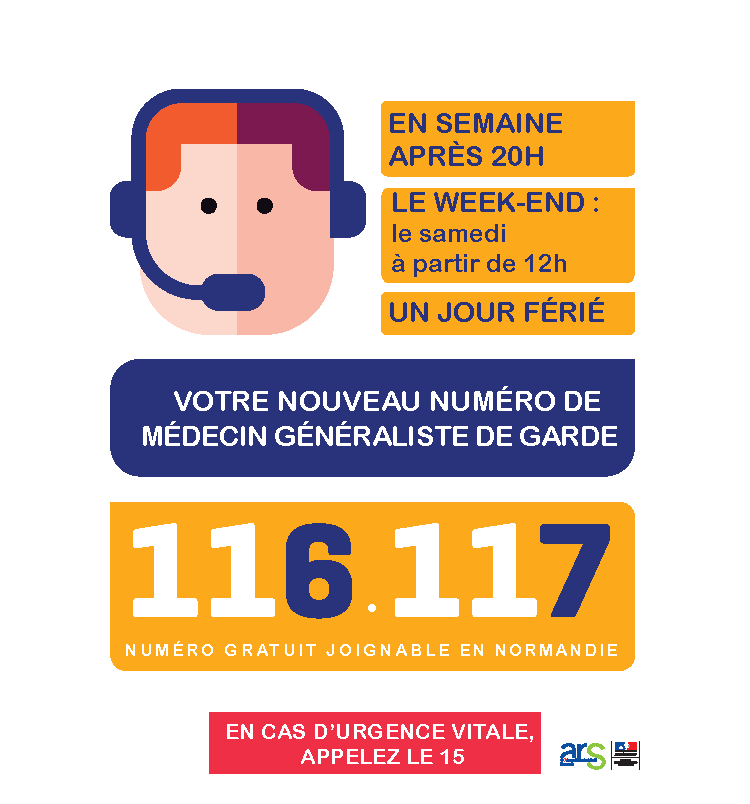 EN SEMAINE
APRÈS 20H
LE WEEK-END :
le samedi
à partir de 12h
UN JOUR FÉRIÉ
VOTRE NOUVEAU NUMÉRO DE
MÉDECIN GÉNÉRALISTE DE GARDE
116.117
NUMÉRO GRATUIT JOIGNABLE EN NORMANDIE
EN CAS D’URGENCE VITALE,
APPELEZ LE 15
ars